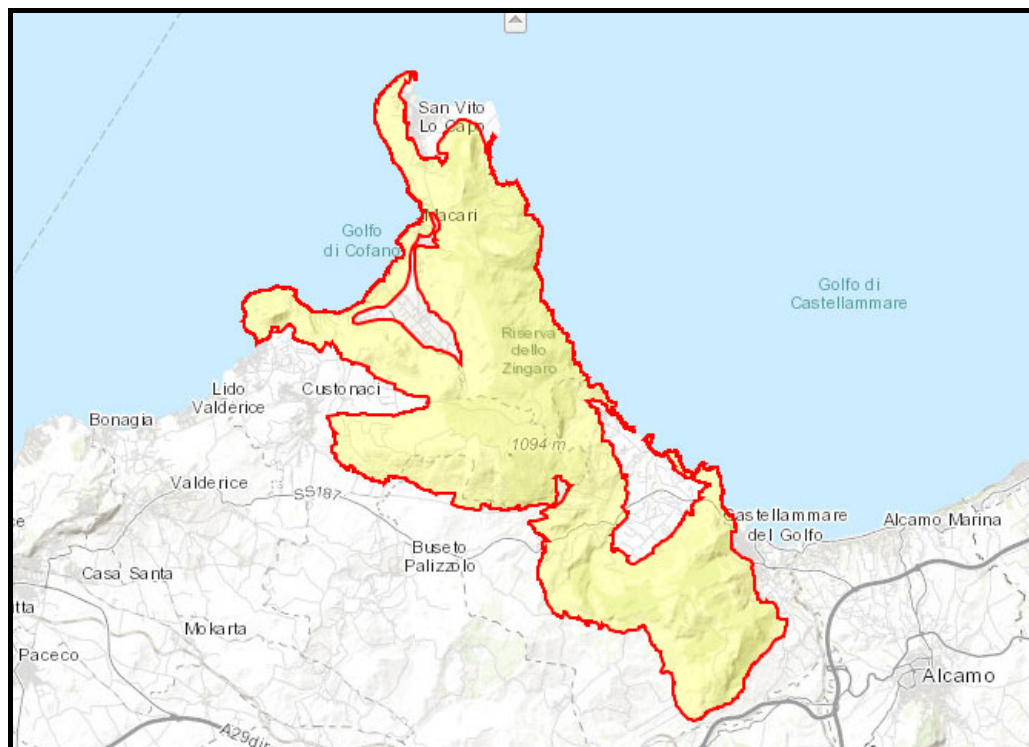 San Vito
Lo Capo
Macari
Golfo
di Cofano
Golfo di
Castellammare
Riserva
dello
Zingaro
Lido
Valderice
Custonaci
Bonagia
1094 m
Valderice
SS187
Castellammare
del Golfo
Alcamo Marina
Buseto
Palizzolo
Casa Santa
Mokarta
Paceco
Alcamo